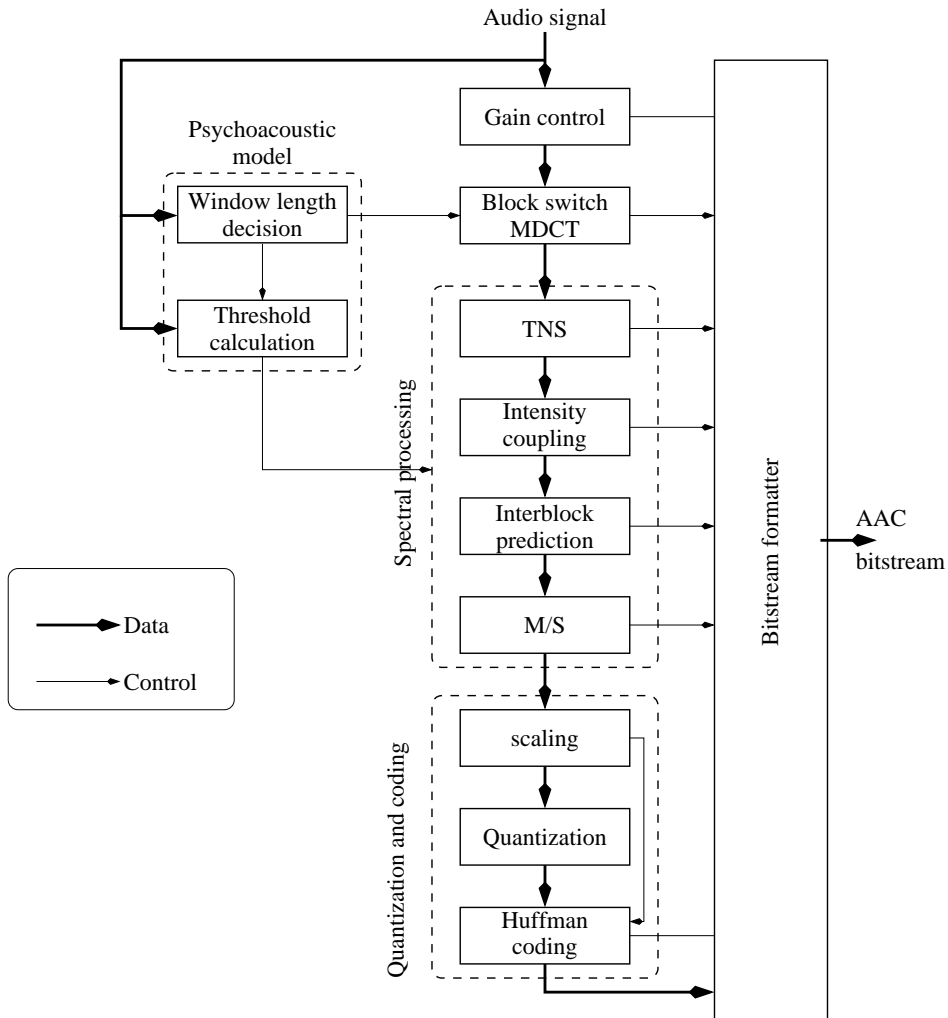 Audio signal
Gain control
Psychoacoustic
model
Window length
decision
Block switch
MDCT
Threshold
calculation
TNS
Intensity
coupling
Spectral processing
Interblock
prediction
M/S
Bitstream formatter
AAC
bitstream
Data
Control
scaling
Quantization
Huffman
coding
Quantization and coding